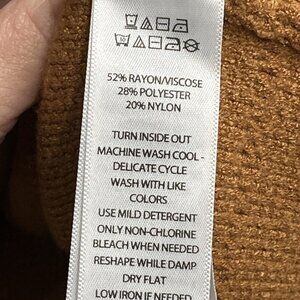 52% RAYON/VISCOSE
28% POLYESTER
20% NYLON
TURN INSIDE OUT
MACHINE WASH COOL -
DELICATE CYCLE
WASH WITH LIKE
COLORS
USE MILD DETERGENT
ONLY NON-CHLORINE
BLEACH WHEN NEEDED
RESHAPE WHILE DAMP
DRY FLAT
LOW IRON IF NEEDED